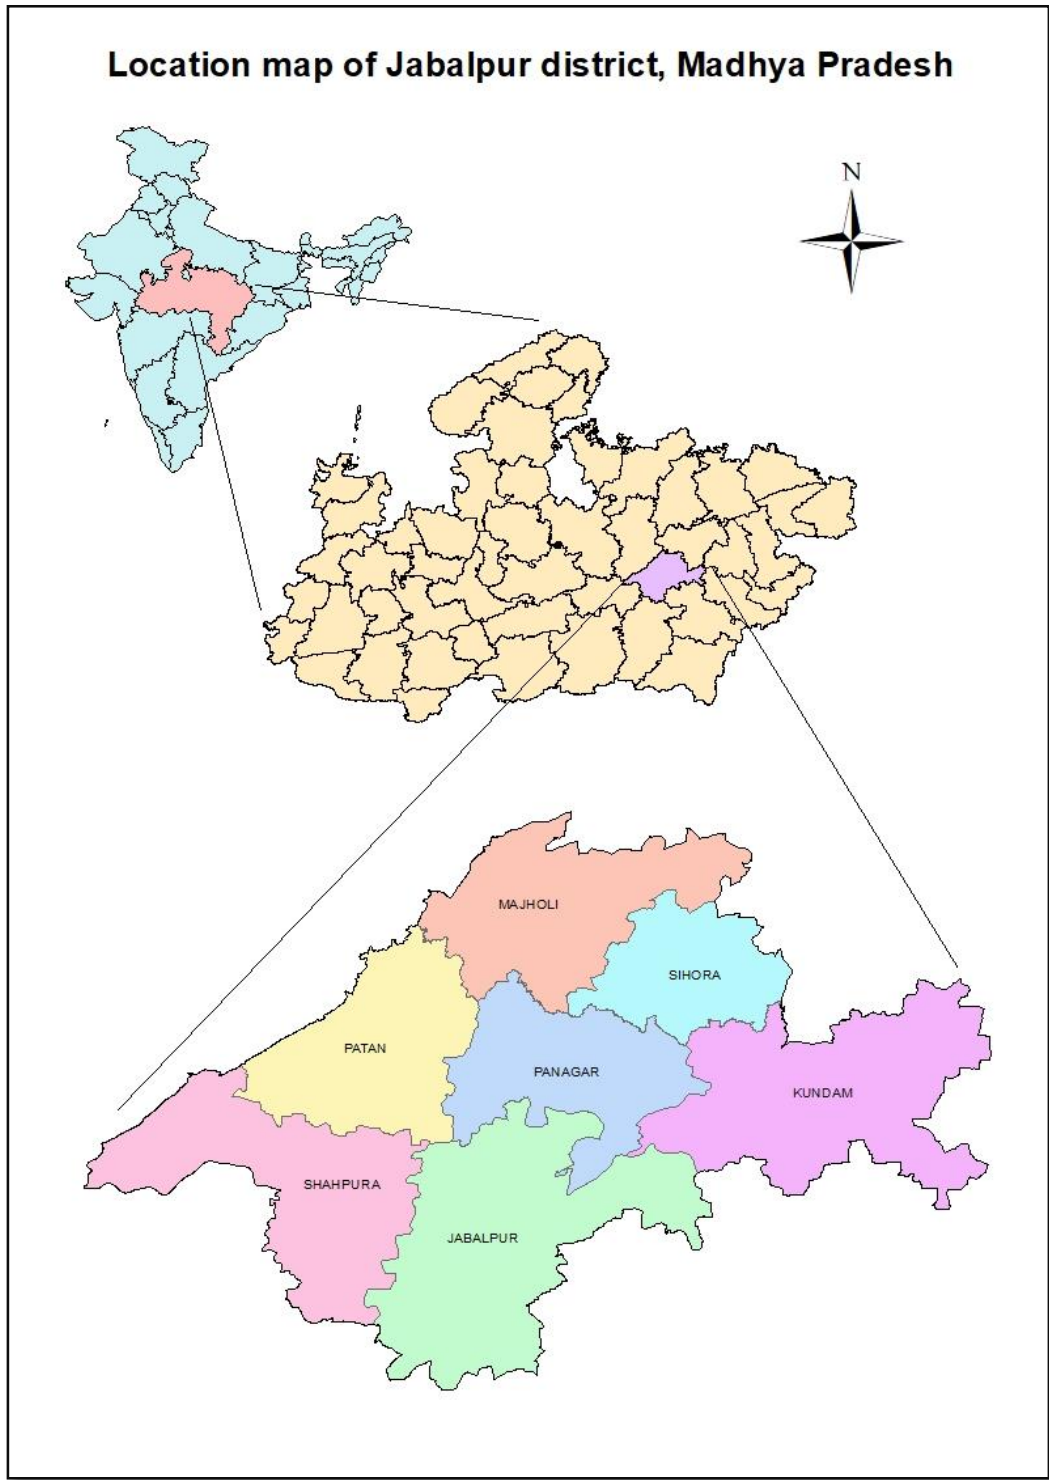 Location map of Jabalpur district, Madhya Pradesh
N
MAJHOLI
SIHORA
PATAN
PANAGAR
KUNDAM
SHAHPURA
JABALPUR